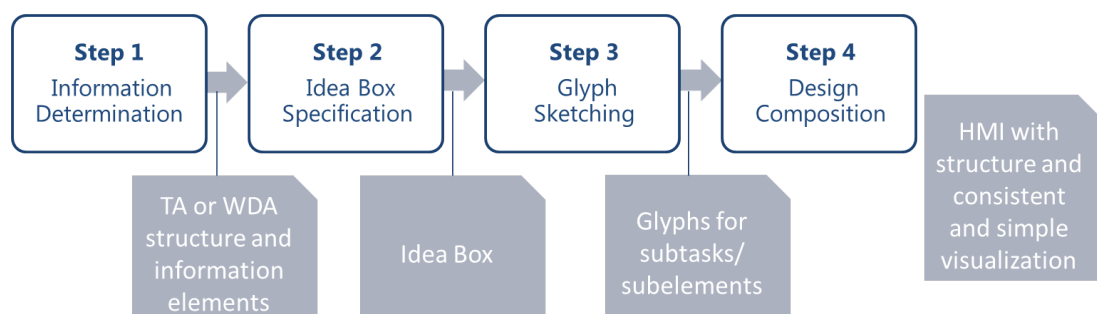 Step 1
Information
Determination
Step 2
Idea Box
Specification
Step 3
Glyph
Sketching
Step 4
Design
Composition
TA or WDA
structure and
information
elements
Idea Box
Glyphs for
subtasks/
subelements
HMI with
structure and
consistent
and simple
visualization